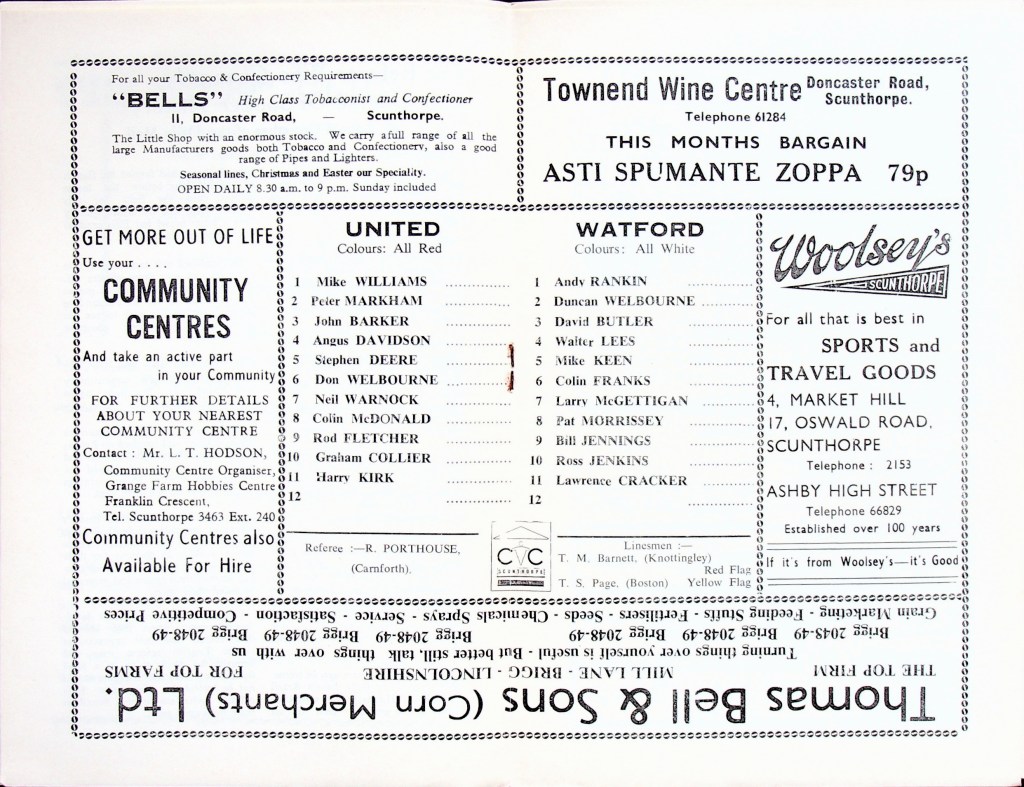 For all your Tobacco & Confectionery Requirements—
"BELLS" High Class Tobacconist and Confectioner
11, Doncaster Road, — Scunthorpe.
The Little Shop with an enormous stock. We carry a full range of all the
large Manufacturers goods both Tobacco and Confectionery, also a good
range of Pipes and Lighters.
Seasonal lines, Christmas and Easter our Speciality.
OPEN DAILY 8.30 a.m. to 9 p.m. Sunday included
Townend Wine Centre Doncaster Road,
Scunthorpe.
Telephone 61284
THIS MONTHS BARGAIN
ASTI SPUMANTE ZOPPA 79p
GET MORE OUT OF LIFE
Use your . . . .
COMMUNITY
CENTRES
And take an active part
in your Community
FOR FURTHER DETAILS
ABOUT YOUR NEAREST
COMMUNITY CENTRE
Contact : Mr. L. T. HODSON,
Community Centre Organiser,
Grange Farm Hobbies Centre
Franklin Crescent,
Tel. Scunthorpe 3463 Ext. 240
Community Centres also
Available For Hire
UNITED
Colours: All Red
1 Mike WILLIAMS ................
2 Peter MARKHAM
3 John BARKER ................
4 Angus DAVIDSON ................
5 Stephen DEERE ................
6 Don WELBOURNE ................
7 Neil WARNOCK ................
8 Colin McDONALD ................
9 Rod FLETCHER ................
10 Graham COLLIER ................
11 Harry KIRK ................
12 ................
Referee :—R. PORTHOUSE,
(Carnforth).
WATFORD
Colours: All White
1 Andy RANKIN ................
2 Duncan WELBOURNE ................
3 David BUTLER ................
4 Walter LEES ................
5 Mike KEEN ................
6 Colin FRANKS ................
7 Larry McGETTIGAN ................
8 Pat MORRISSEY ................
9 Bill JENNINGS ................
10 Ross JENKINS ................
11 Lawrence CRACKER ................
12 ................
CVC
SCUNTHORPE
Linesmen :—
T. M. Barnett, (Knottingley)
Red Flag
T. S. Page, (Boston) Yellow Flag
Woolsey's
SCUNTHORPE
For all that is best in
SPORTS and
TRAVEL GOODS
4, MARKET HILL
17, OSWALD ROAD,
SCUNTHORPE
Telephone : 2153
ASHBY HIGH STREET
Telephone 66829
Established over 100 years
If it's from Woolsey's—it's Good
Thomas Bell & Sons (Corn Merchants) Ltd.
THE TOP FIRM MILL LANE - BRIGG - LINCOLNSHIRE FOR TOP FARMS
Turning things over yourself is useful - But better still, talk things over with us
Brigg 2048-49 Brigg 2048-49 Brigg 2048-49 Brigg 2048-49 Brigg 2048-49 Brigg 2048-49
Grain Marketing - Feeding Stuffs - Fertilisers - Seeds - Chemicals Sprays - Service - Satisfaction - Competitive Prices